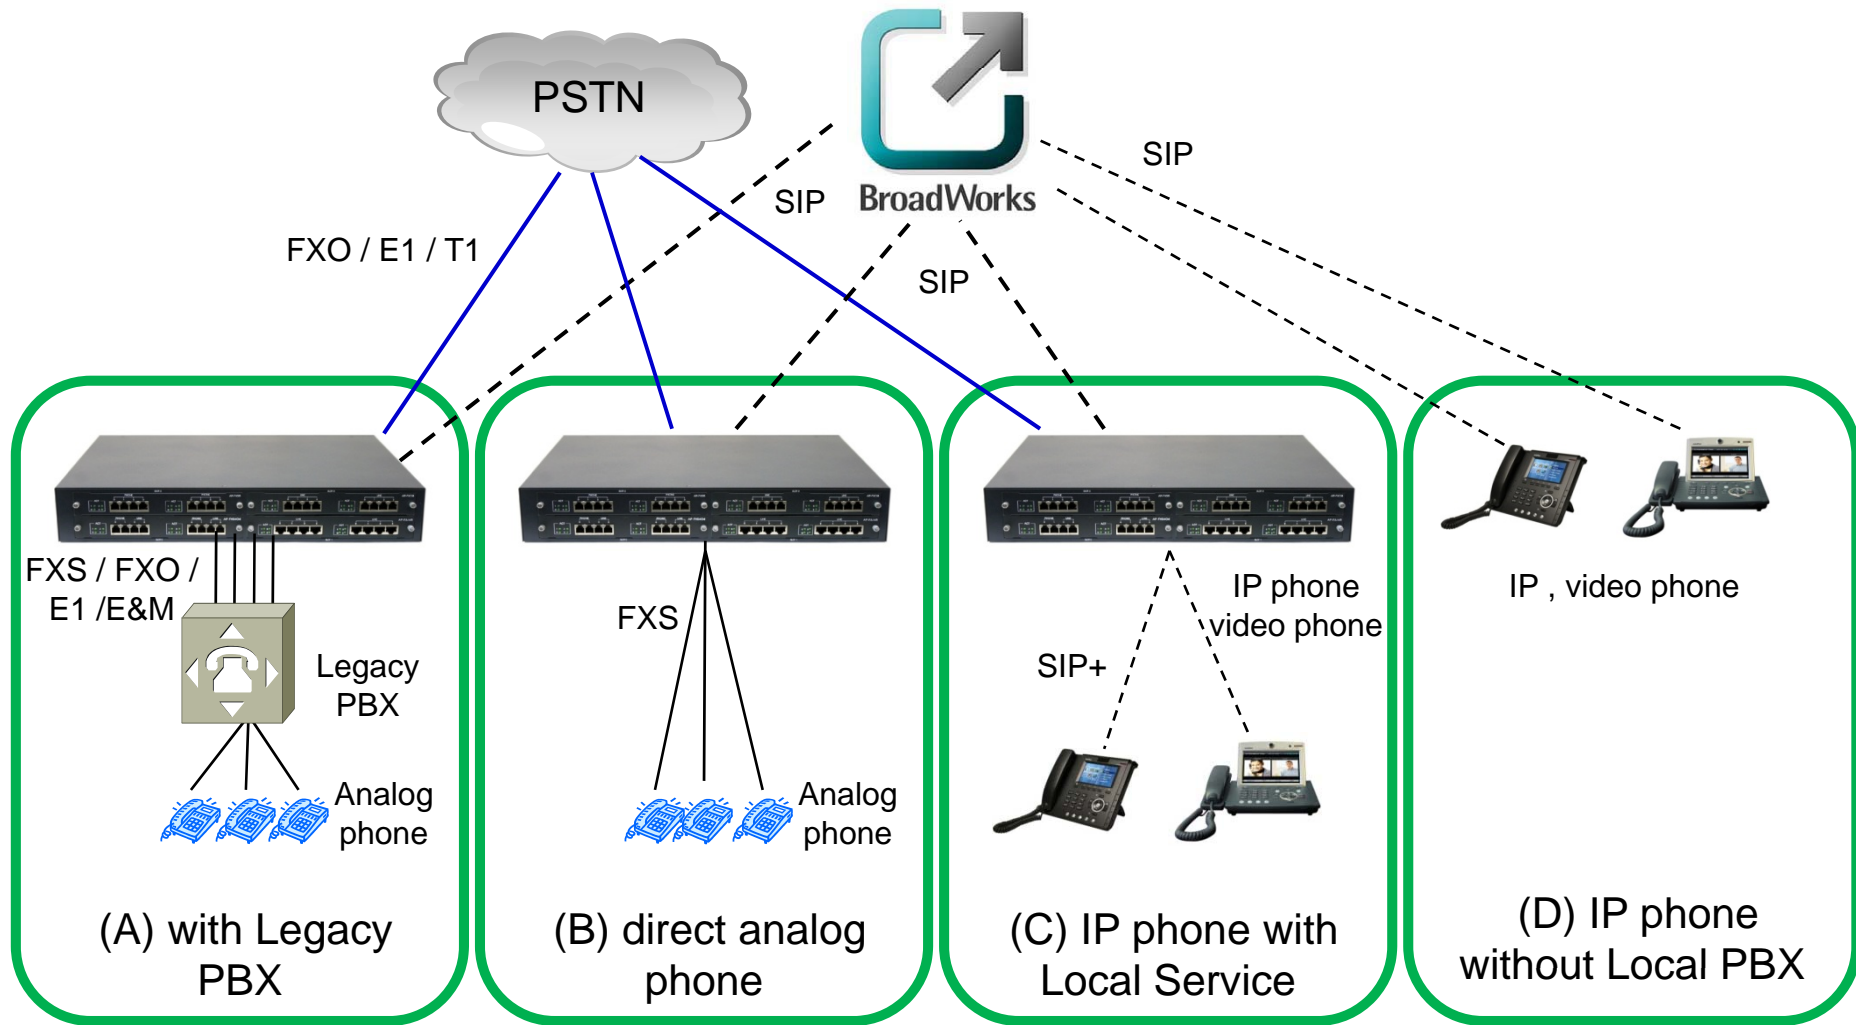 PSTN
BroadWorks
SIP
SIP
FXO / E1 / T1
SIP
FXS / FXO /
E1 /E&M
Legacy
PBX
Analog
phone
(A) with Legacy
PBX
FXS
Analog
phone
(B) direct analog
phone
IP phone
video phone
SIP+
(C) IP phone with
Local Service
IP , video phone
(D) IP phone
without Local PBX